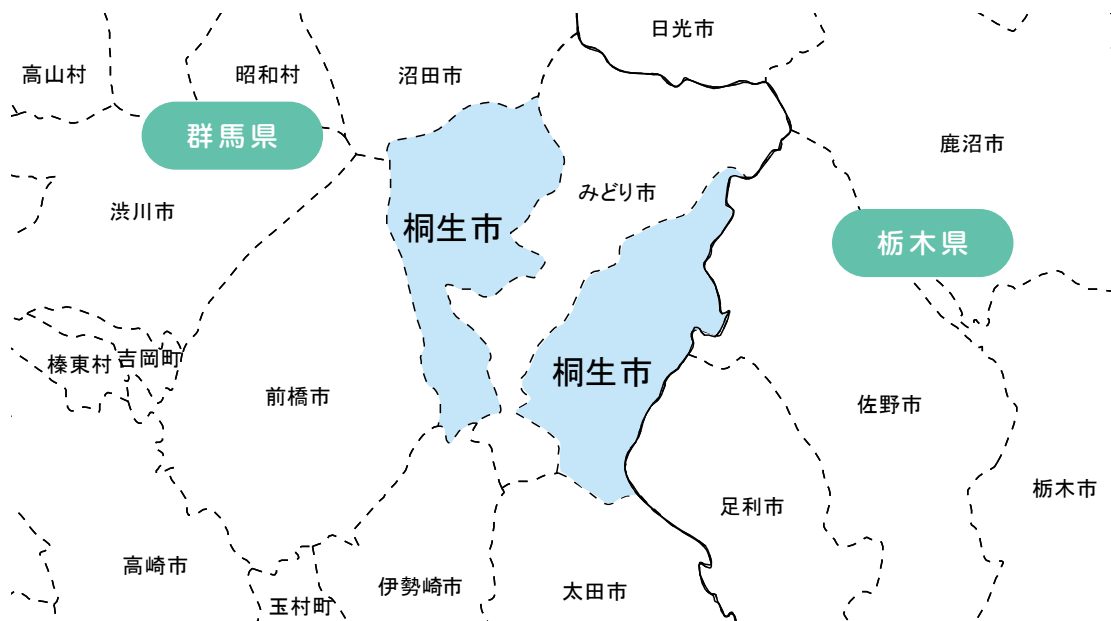 日光市
高山村
昭和村
沼田市
群馬県
鹿沼市
みどり市
渋川市
桐生市
栃木県
榛東村
吉岡町
桐生市
前橋市
佐野市
栃木市
足利市
高崎市
伊勢崎市
太田市
玉村町